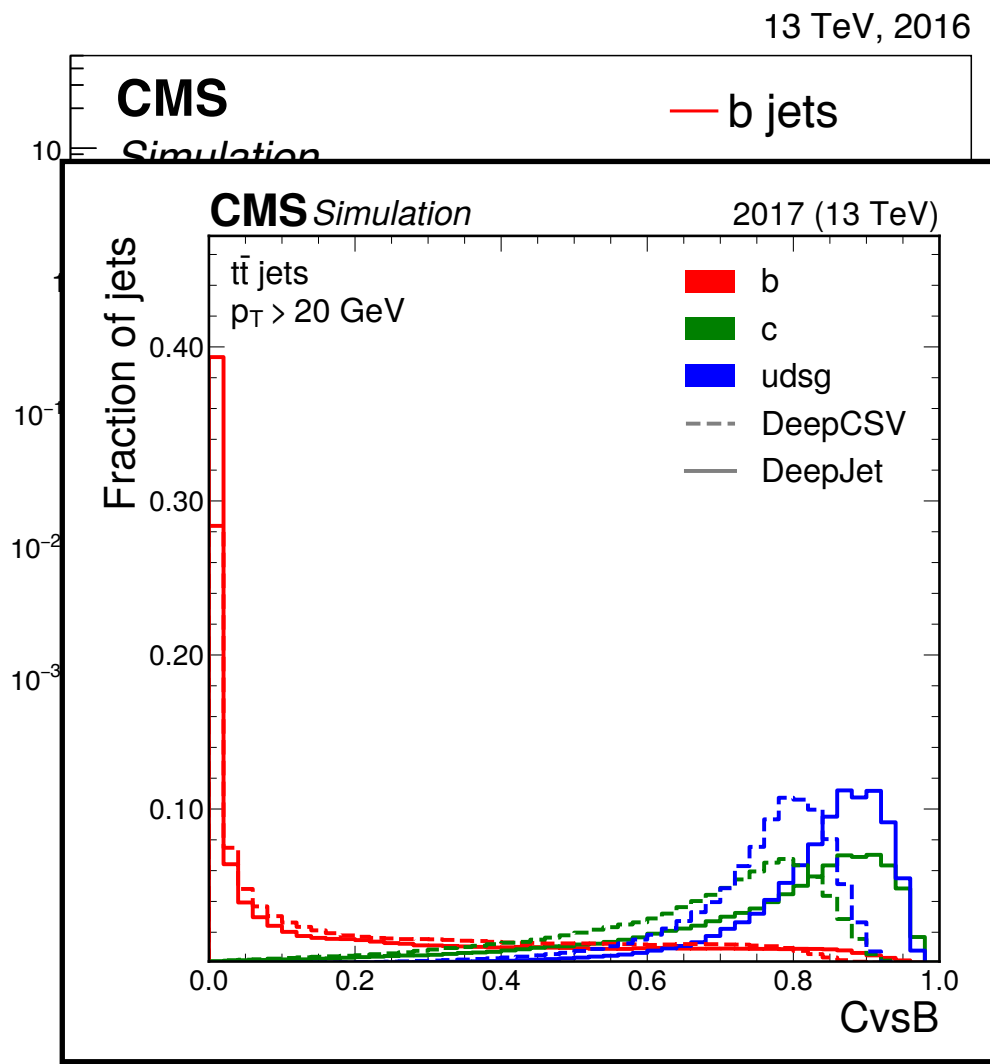 13 TeV, 2016
CMS
b jets
Simulation
10
1
10⁻¹
10⁻²
10⁻³
CMS Simulation
2017 (13 TeV)
Fraction of jets
tt̄ jets
pT > 20 GeV
b
c
udsg
DeepCSV
DeepJet
0.40
0.30
0.20
0.10
0.0 0.2 0.4 0.6 0.8 1.0
CvsB